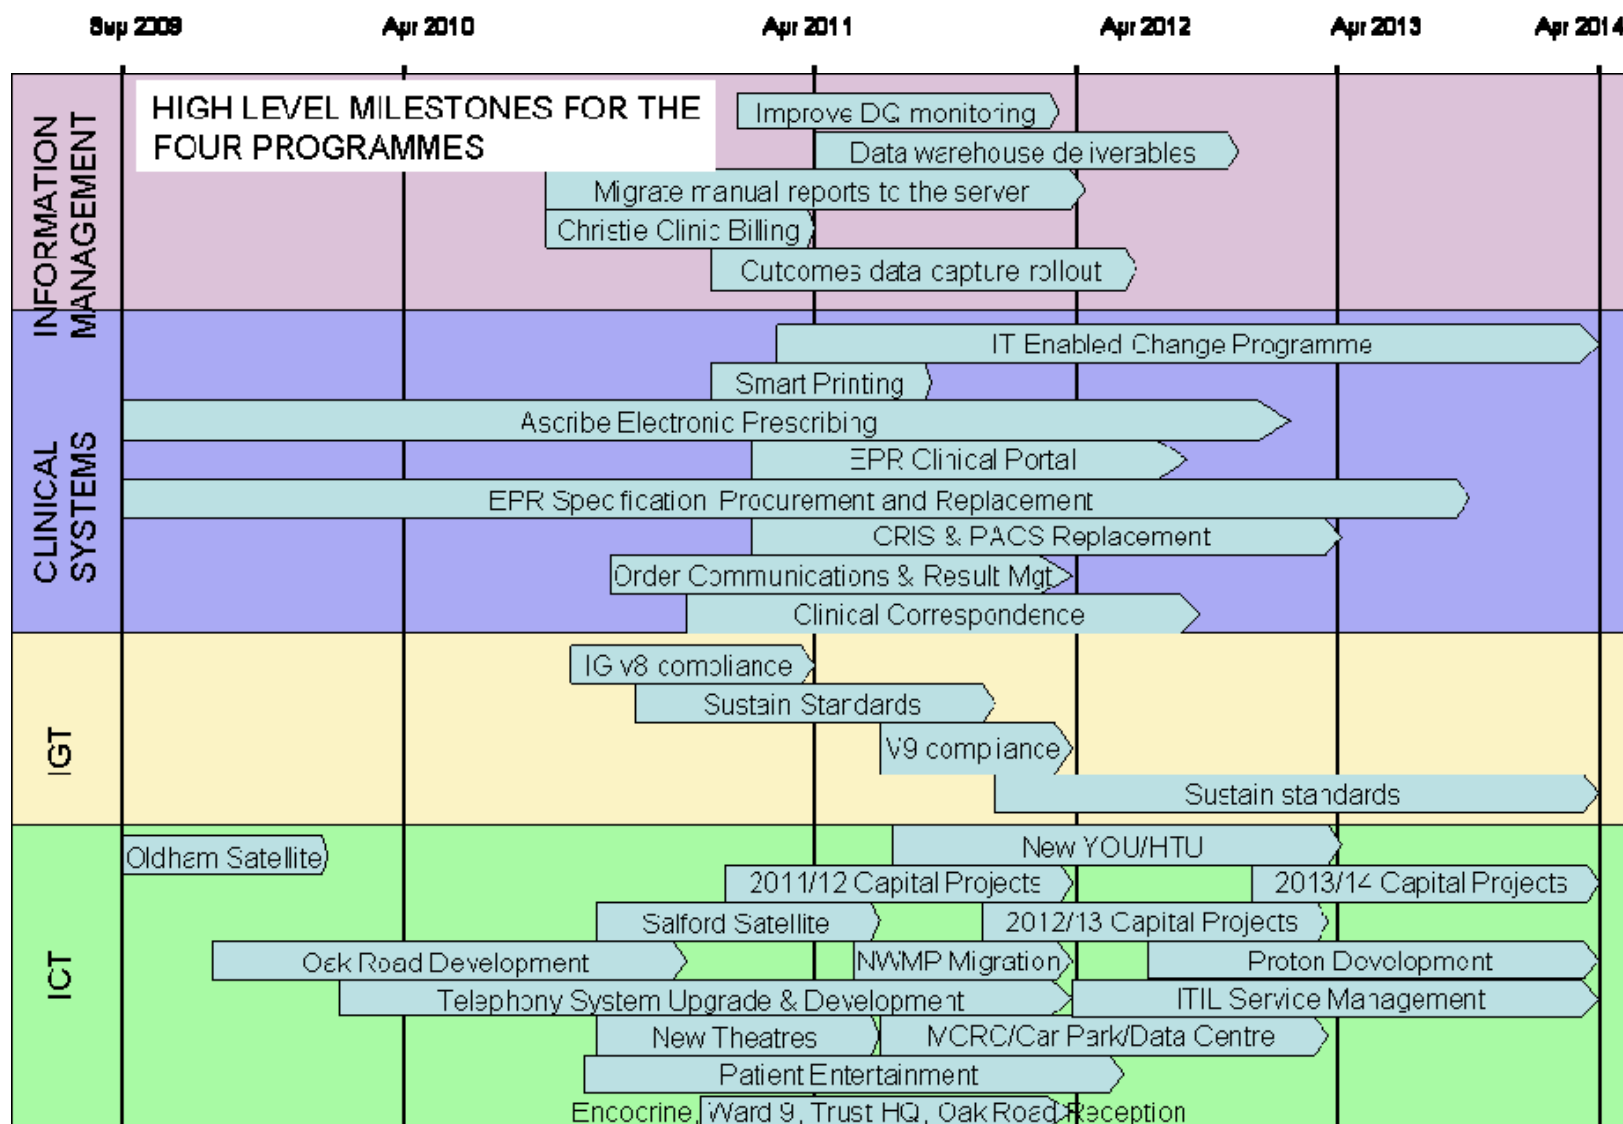 Sep 2009 Apr 2010 Apr 2011 Apr 2012 Apr 2013 Apr 2014
HIGH LEVEL MILESTONES FOR THE
FOUR PROGRAMMES
INFORMATION
MANAGEMENT
Improve DQ monitoring
Data warehouse deliverables
Migrate manual reports to the server
Christie Clinic Billing
Outcomes data capture rollout
CLINICAL
SYSTEMS
IT Enabled Change Programme
Smart Printing
Ascribe Electronic Prescribing
EPR Clinical Portal
EPR Specification Procurement and Replacement
CRIS & PACS Replacement
Order Communications & Result Mgt
Clinical Correspondence
IGT
IG v8 compliance
Sustain Standards
V9 compliance
Sustain standards
ICT
Oldham Satellite
New YOU/HTU
2011/12 Capital Projects
2013/14 Capital Projects
Salford Satellite
2012/13 Capital Projects
Oak Road Development
NWMP Migration
Proton Development
Telephony System Upgrade & Development
ITIL Service Management
New Theatres
MCRC/Car Park/Data Centre
Patient Entertainment
Endocrine, Ward 9, Trust HQ, Oak Road Reception